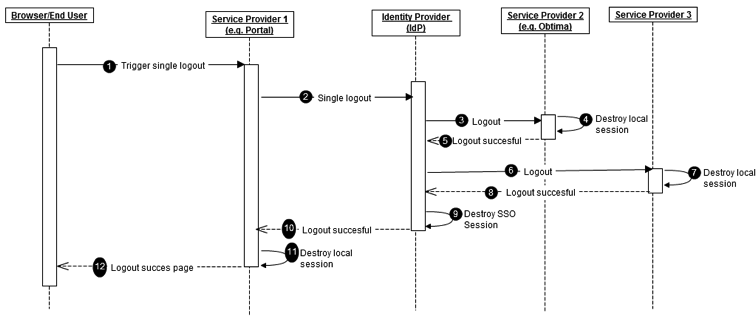 Browser/End User
Service Provider 1
(e.g. Portal)
Identity Provider
(IdP)
Service Provider 2
(e.g. Obtima)
Service Provider 3
1 Trigger single logout
2 Single logout
3 Logout
4 Destroy local
session
5 Logout succesful
6 Logout
7 Destroy local
session
8 Logout succesful
9 Destroy SSO
Session
10 Logout succesful
11 Destroy local
session
12 Logout succes page